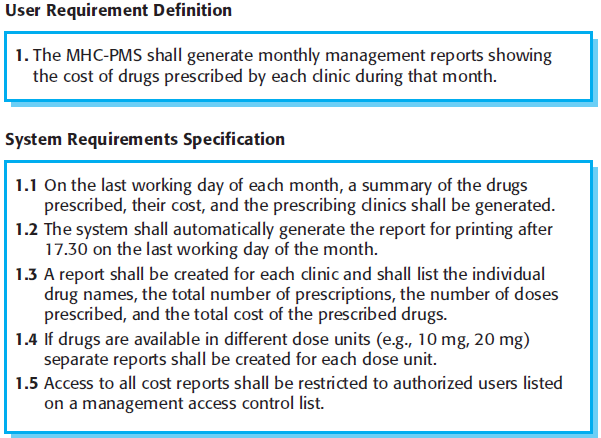 User Requirement Definition
1. The MHC-PMS shall generate monthly management reports showing
the cost of drugs prescribed by each clinic during that month.
System Requirements Specification
1.1 On the last working day of each month, a summary of the drugs
prescribed, their cost, and the prescribing clinics shall be generated.
1.2 The system shall automatically generate the report for printing after
17.30 on the last working day of the month.
1.3 A report shall be created for each clinic and shall list the individual
drug names, the total number of prescriptions, the number of doses
prescribed, and the total cost of the prescribed drugs.
1.4 If drugs are available in different dose units (e.g., 10 mg, 20 mg)
separate reports shall be created for each dose unit.
1.5 Access to all cost reports shall be restricted to authorized users listed
on a management access control list.